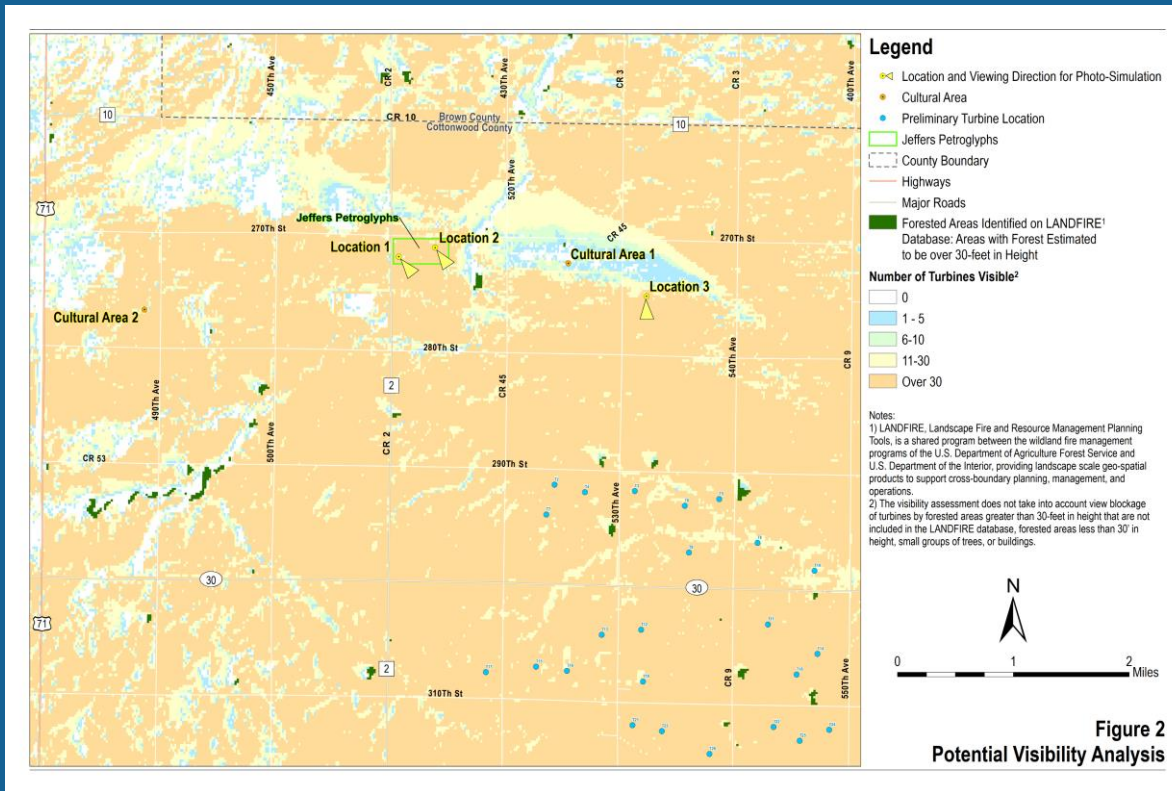 450Th Ave
CR 2
430Th Ave
CR 3
CR 3
400Th Ave
10
CR 10
Brown County
Cottonwood County
10
520Th Ave
71
270Th St
Jeffers Petroglyphs
Location 1
Location 2
CR 45
270Th St
Cultural Area 1
Location 3
Cultural Area 2
280Th St
490Th Ave
2
CR 45
540Th Ave
CR 9
500Th Ave
CR 2
CR 53
290Th St
530Th Ave
30
30
71
2
310Th St
CR 9
550Th Ave
Legend
Location and Viewing Direction for Photo-Simulation
Cultural Area
Preliminary Turbine Location
Jeffers Petroglyphs
County Boundary
Highways
Major Roads
Forested Areas Identified on LANDFIRE¹
Database: Areas with Forest Estimated
to be over 30-feet in Height
Number of Turbines Visible²
0
1 - 5
6-10
11-30
Over 30
Notes:
1) LANDFIRE, Landscape Fire and Resource Management Planning
Tools, is a shared program between the wildland fire management
programs of the U.S. Department of Agriculture Forest Service and
U.S. Department of the Interior, providing landscape scale geo-spatial
products to support cross-boundary planning, management, and
operations.
2) The visibility assessment does not take into account view blockage
of turbines by forested areas greater than 30-feet in height that are not
included in the LANDFIRE database, forested areas less than 30' in
height, small groups of trees, or buildings.
N
0 1 2
Miles
Figure 2
Potential Visibility Analysis